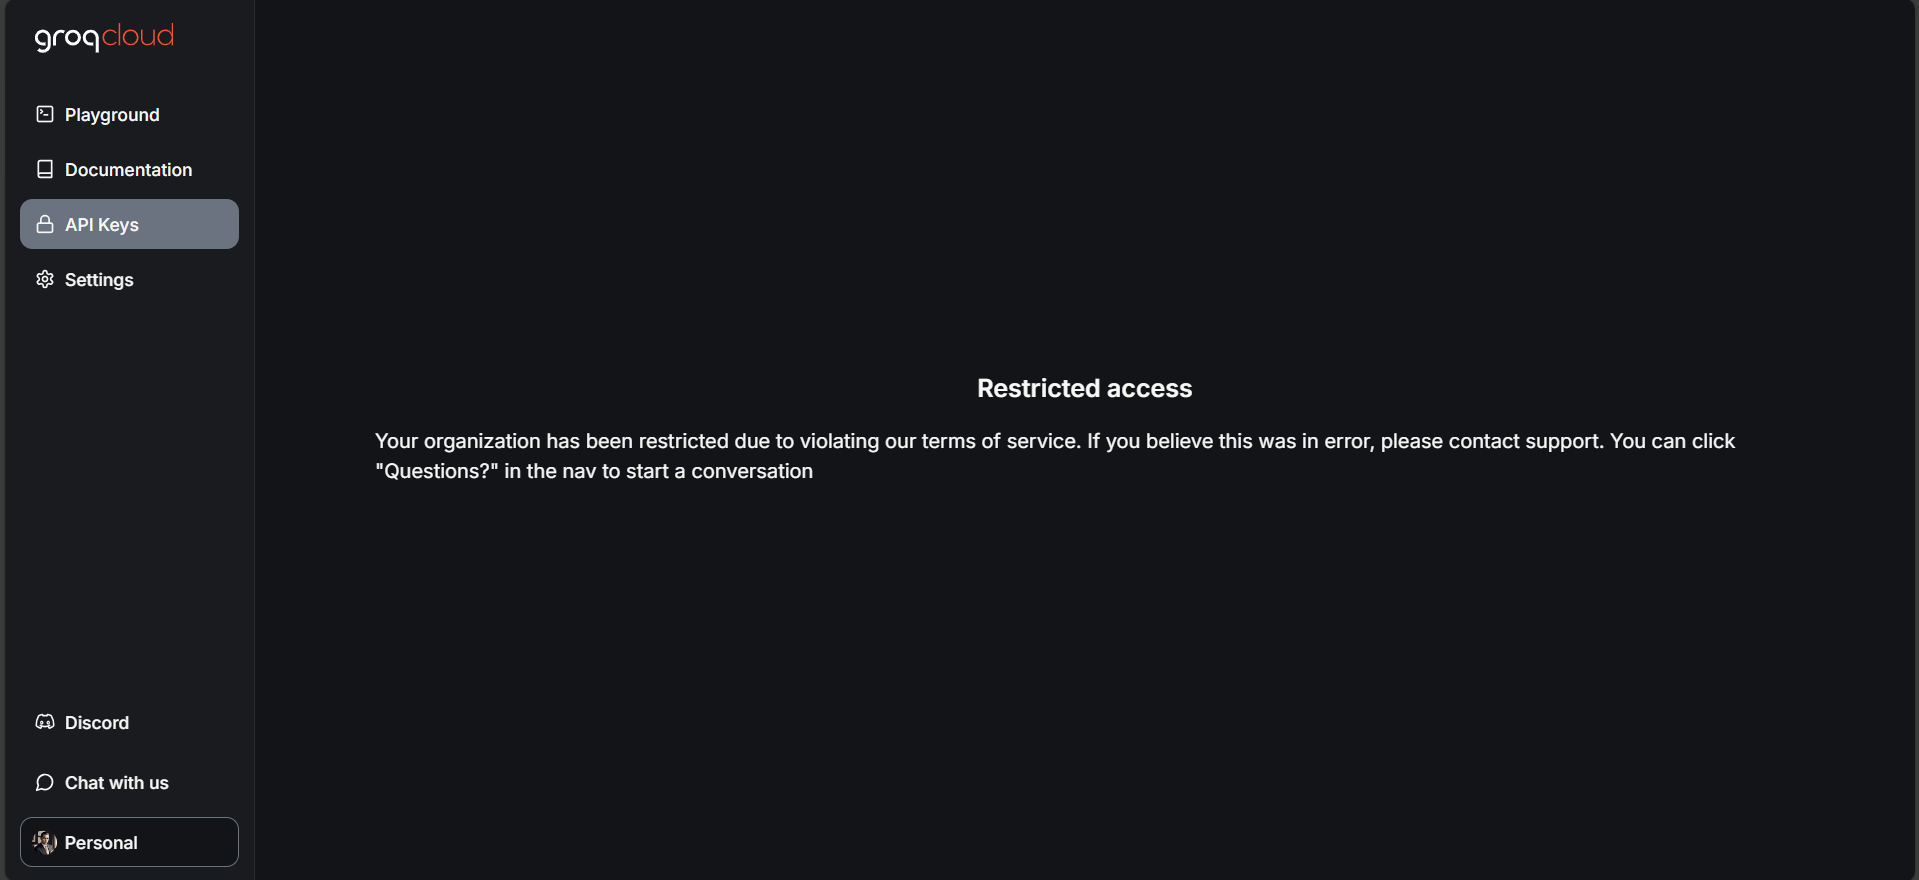 groqcloud
Playground
Documentation
API Keys
Settings
Restricted access
Your organization has been restricted due to violating our terms of service. If you believe this was in error, please contact support. You can click
"Questions?" in the nav to start a conversation
Discord
Chat with us
Personal